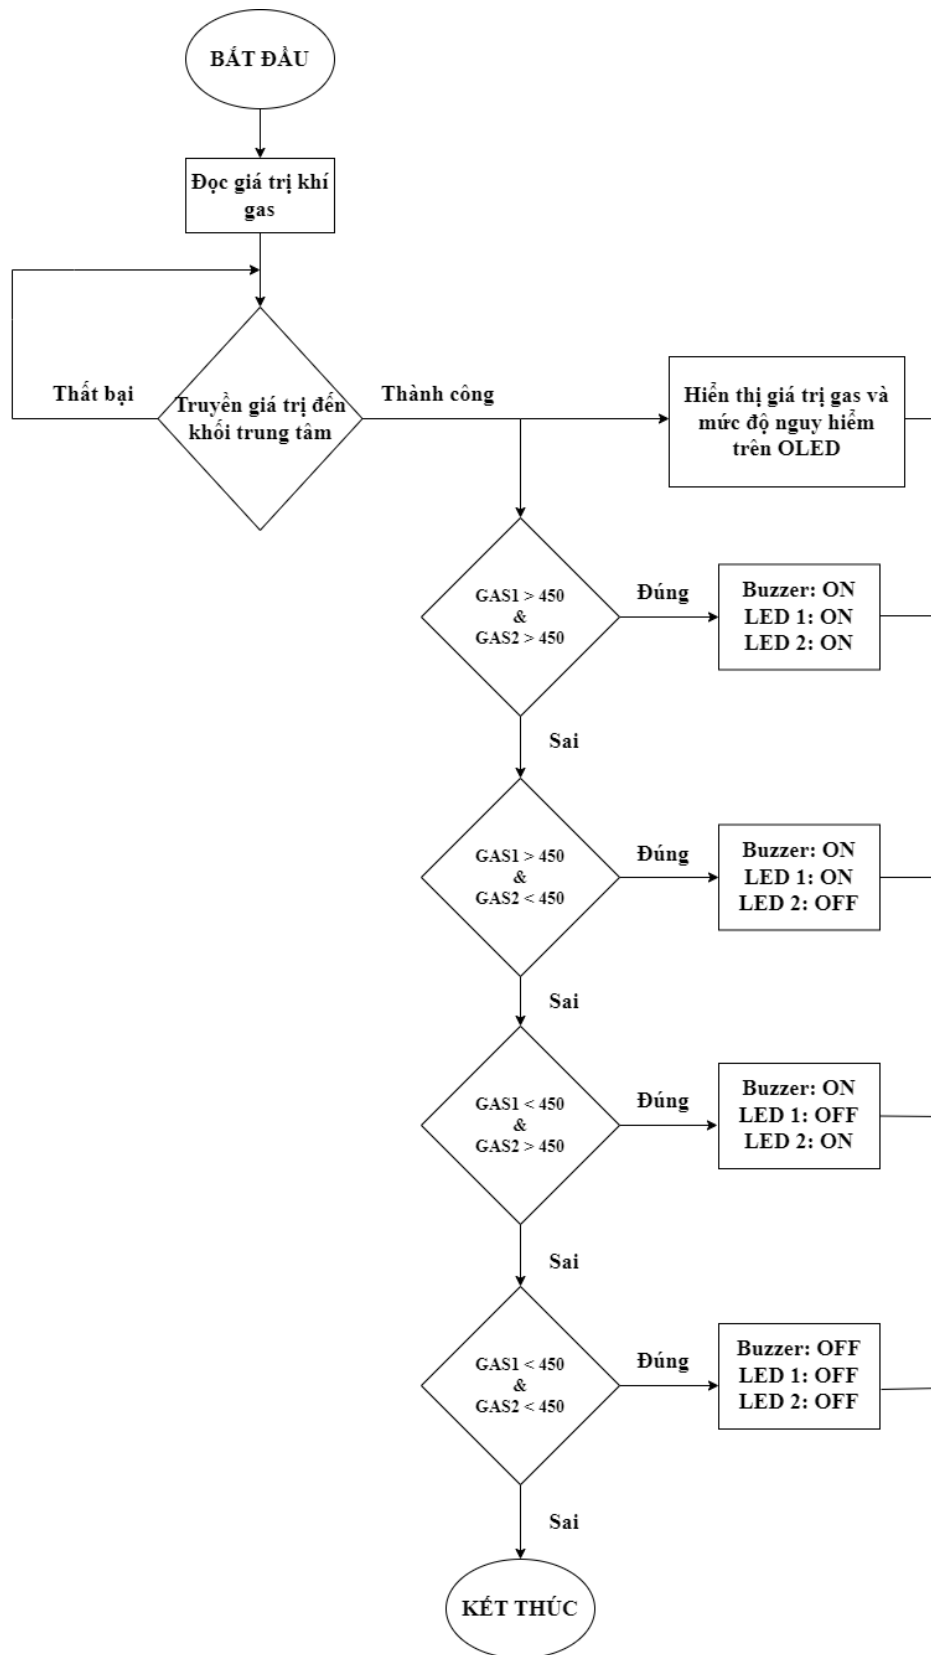 BẮT ĐẦU
Đọc giá trị khí
gas
Thất bại
Truyền giá trị đến
khối trung tâm
Thành công
Hiển thị giá trị gas và
mức độ nguy hiểm
trên OLED
GAS1 > 450
&
GAS2 > 450
Đúng
Buzzer: ON
LED 1: ON
LED 2: ON
Sai
GAS1 > 450
&
GAS2 < 450
Đúng
Buzzer: ON
LED 1: ON
LED 2: OFF
Sai
GAS1 < 450
&
GAS2 > 450
Đúng
Buzzer: ON
LED 1: OFF
LED 2: ON
Sai
GAS1 < 450
&
GAS2 < 450
Đúng
Buzzer: OFF
LED 1: OFF
LED 2: OFF
Sai
KẾT THÚC